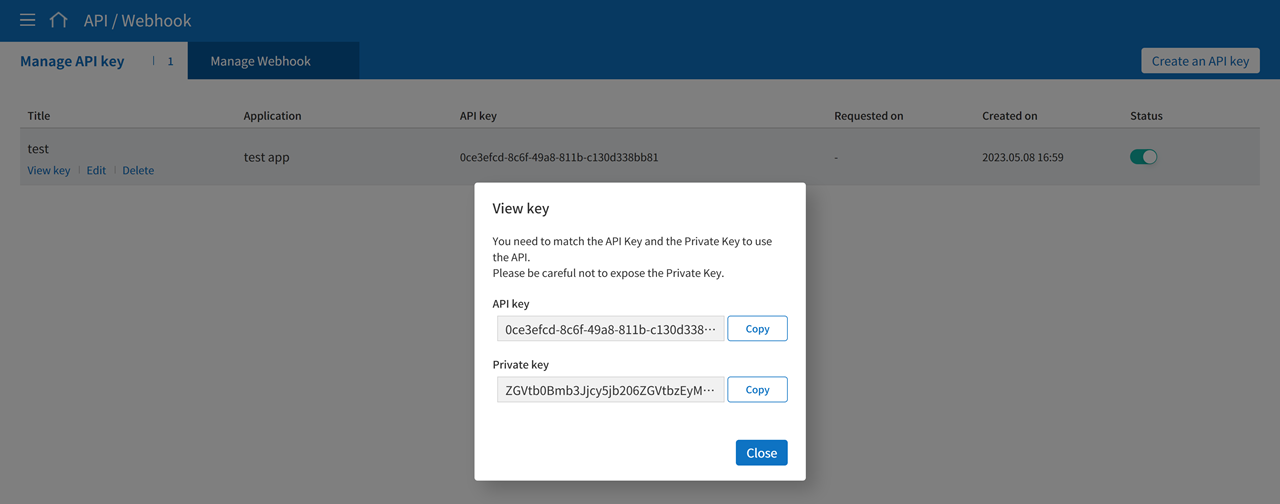 API / Webhook
Manage API key | 1
Manage Webhook
Create an API key
Title Application API key Requested on Created on Status
test
test app 0ce3efcd-8c6f-49a8-811b-c130d338bb81 - 2023.05.08 16:59
View key | Edit | Delete
View key
You need to match the API Key and the Private Key to use
the API.
Please be careful not to expose the Private Key.
API key
0ce3efcd-8c6f-49a8-811b-c130d338··· Copy
Private key
ZGVtb0Bmb3Jjcy5jb206ZGVtbzEyM··· Copy
Close